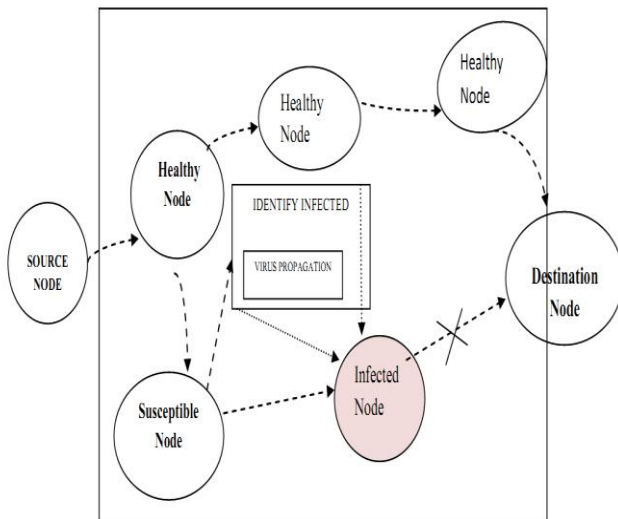 Healthy
Node
Healthy
Node
Healthy
Node
IDENTIFY INFECTED
VIRUS PROPAGATION
SOURCE
NODE
Destination
Node
Infected
Node
Susceptible
Node